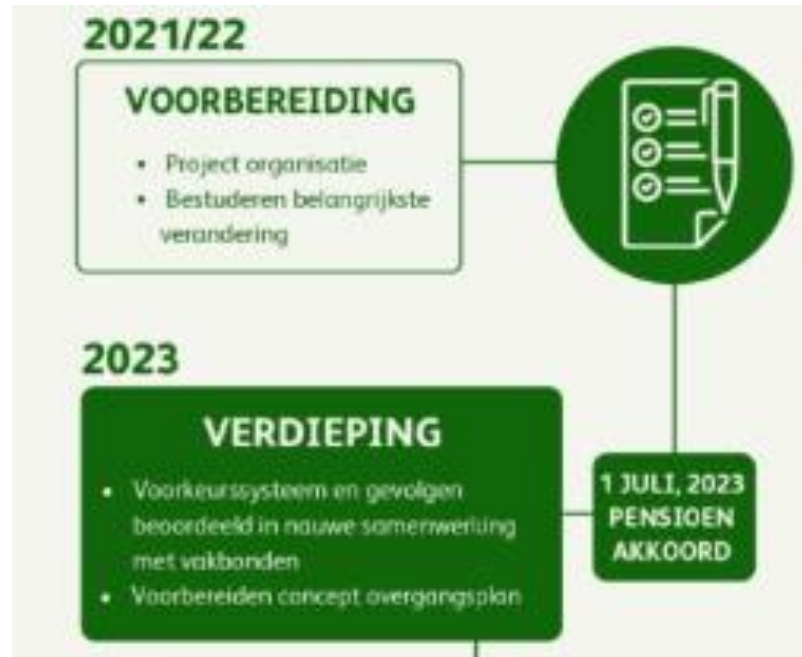 2021/22
VOORBEREIDING
• Project organisatie
• Bestuderen belangrijkste
verandering
2023
VERDIEPING
• Voorkeurssysteem en gevolgen
beoordeeld in nauwe samenwerking
met vakbonden
• Voorbereiden concept overgangsplan
1 JULI, 2023
PENSIOEN
AKKOORD